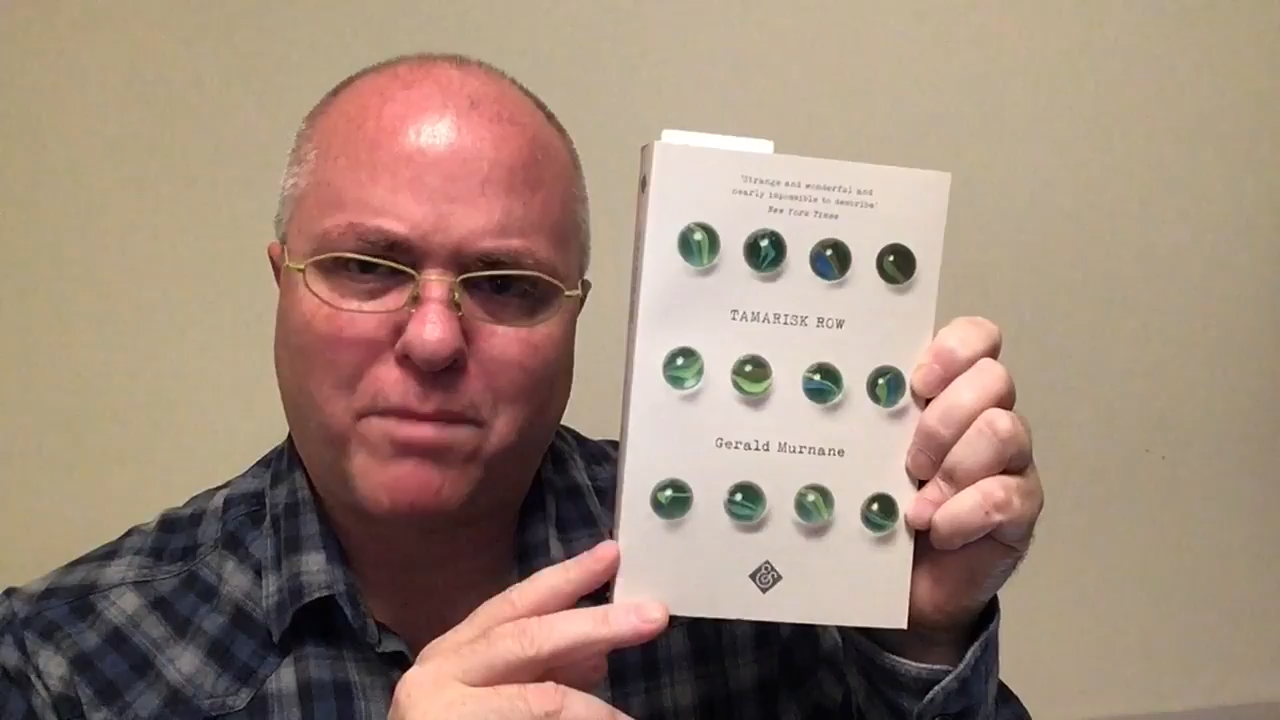 'Strange and wonderful and
nearly impossible to describe'
New York Times
TAMARISK ROW
Gerald Murnane
&S